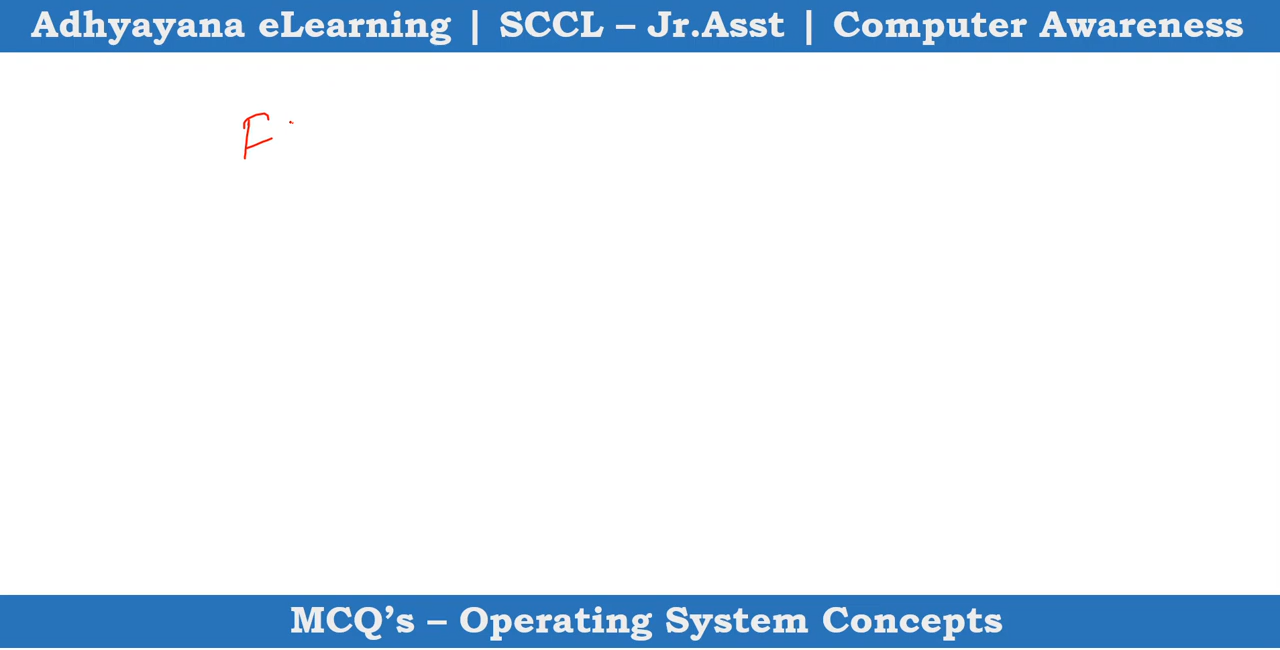 Adhyayana eLearning | SCCL – Jr.Asst | Computer Awareness
F
MCQ’s – Operating System Concepts